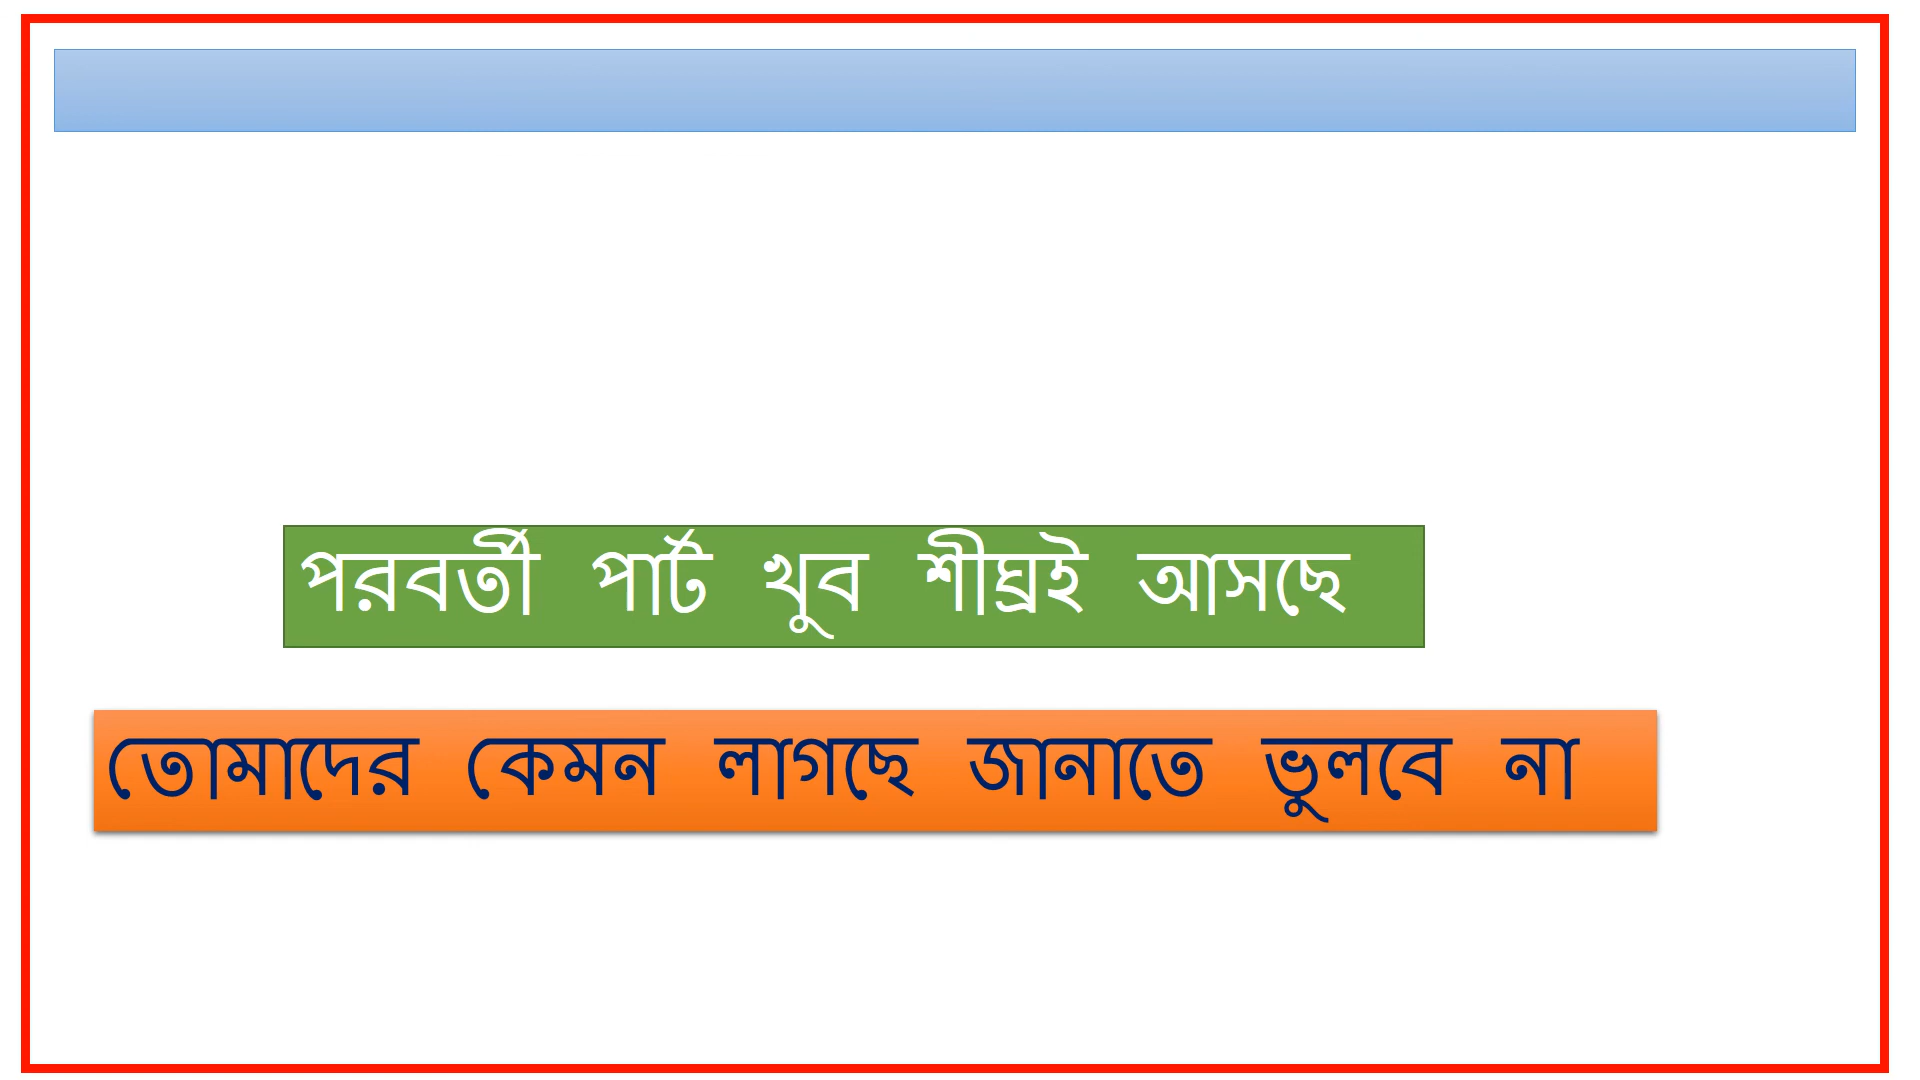 পরবর্তী পার্ট খুব শীঘ্রই আসছে
তোমাদের কেমন লাগছে জানাতে ভুলবে না